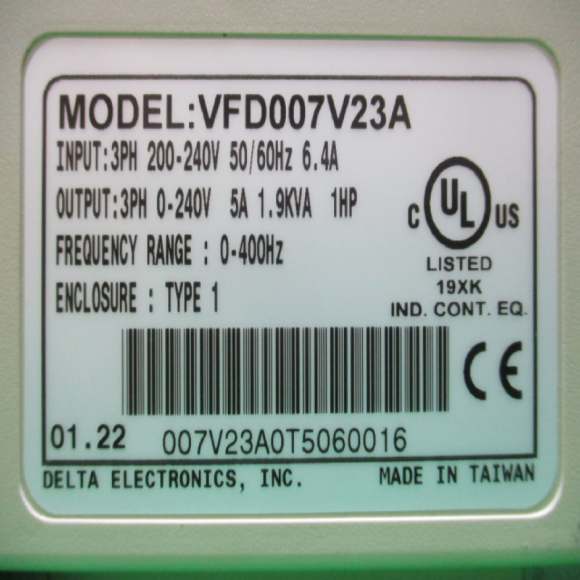 MODEL:VFD007V23A
INPUT:3PH 200-240V 50/60Hz 6.4A
OUTPUT:3PH 0-240V 5A 1.9KVA 1HP
FREQUENCY RANGE : 0-400Hz
ENCLOSURE : TYPE 1
C UL US
LISTED
19XK
IND. CONT. EQ.
CE
01.22 007V23A0T5060016
DELTA ELECTRONICS, INC. MADE IN TAIWAN